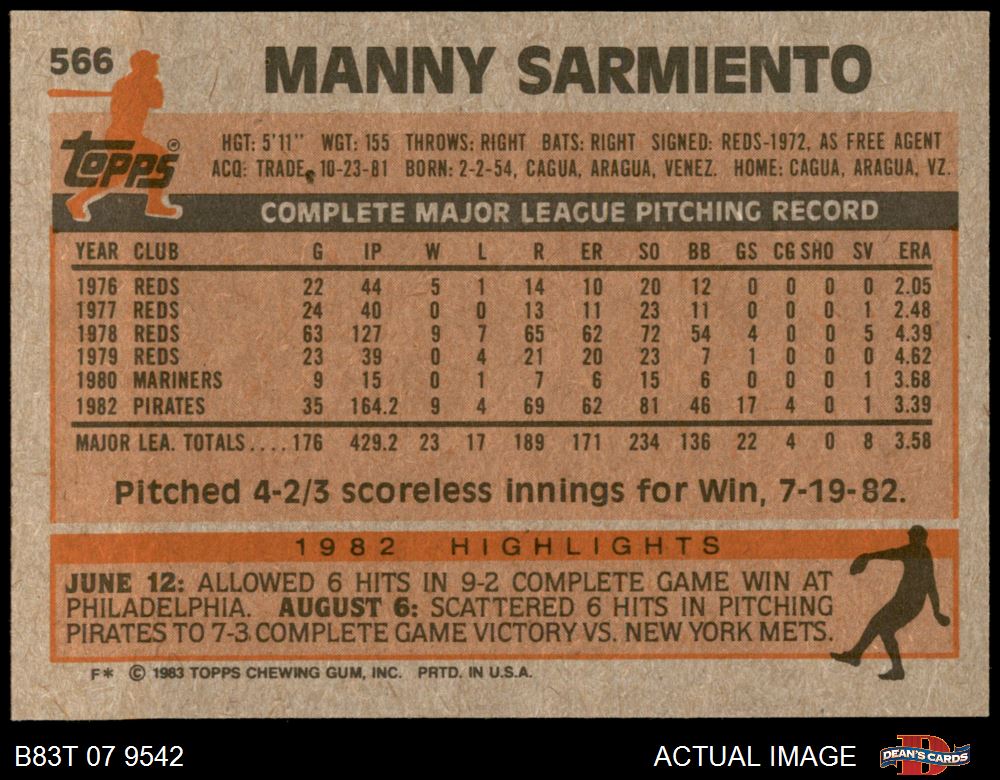 566
MANNY SARMIENTO
topps®
HGT: 5'11" WGT: 155 THROWS: RIGHT BATS: RIGHT SIGNED: REDS-1972, AS FREE AGENT
ACQ: TRADE, 10-23-81 BORN: 2-2-54, CAGUA, ARAGUA, VENEZ. HOME: CAGUA, ARAGUA, VZ.
COMPLETE MAJOR LEAGUE PITCHING RECORD
YEAR CLUB G IP W L R ER SO BB GS CG SHO SV ERA
1976 REDS 22 44 5 1 14 10 20 12 0 0 0 0 2.05
1977 REDS 24 40 0 0 13 11 23 11 0 0 0 1 2.48
1978 REDS 63 127 9 7 65 62 72 54 4 0 0 5 4.39
1979 REDS 23 39 0 4 21 20 23 7 1 0 0 0 4.62
1980 MARINERS 9 15 0 1 7 6 15 6 0 0 0 1 3.68
1982 PIRATES 35 164.2 9 4 69 62 81 46 17 4 0 1 3.39
MAJOR LEA. TOTALS .... 176 429.2 23 17 189 171 234 136 22 4 0 8 3.58
Pitched 4-2/3 scoreless innings for Win, 7-19-82.
1982 HIGHLIGHTS
JUNE 12: ALLOWED 6 HITS IN 9-2 COMPLETE GAME WIN AT
PHILADELPHIA. AUGUST 6: SCATTERED 6 HITS IN PITCHING
PIRATES TO 7-3 COMPLETE GAME VICTORY VS. NEW YORK METS.
F* © 1983 TOPPS CHEWING GUM, INC. PRTD. IN U.S.A.
B83T 07 9542
ACTUAL IMAGE
D
DEAN'S CARDS